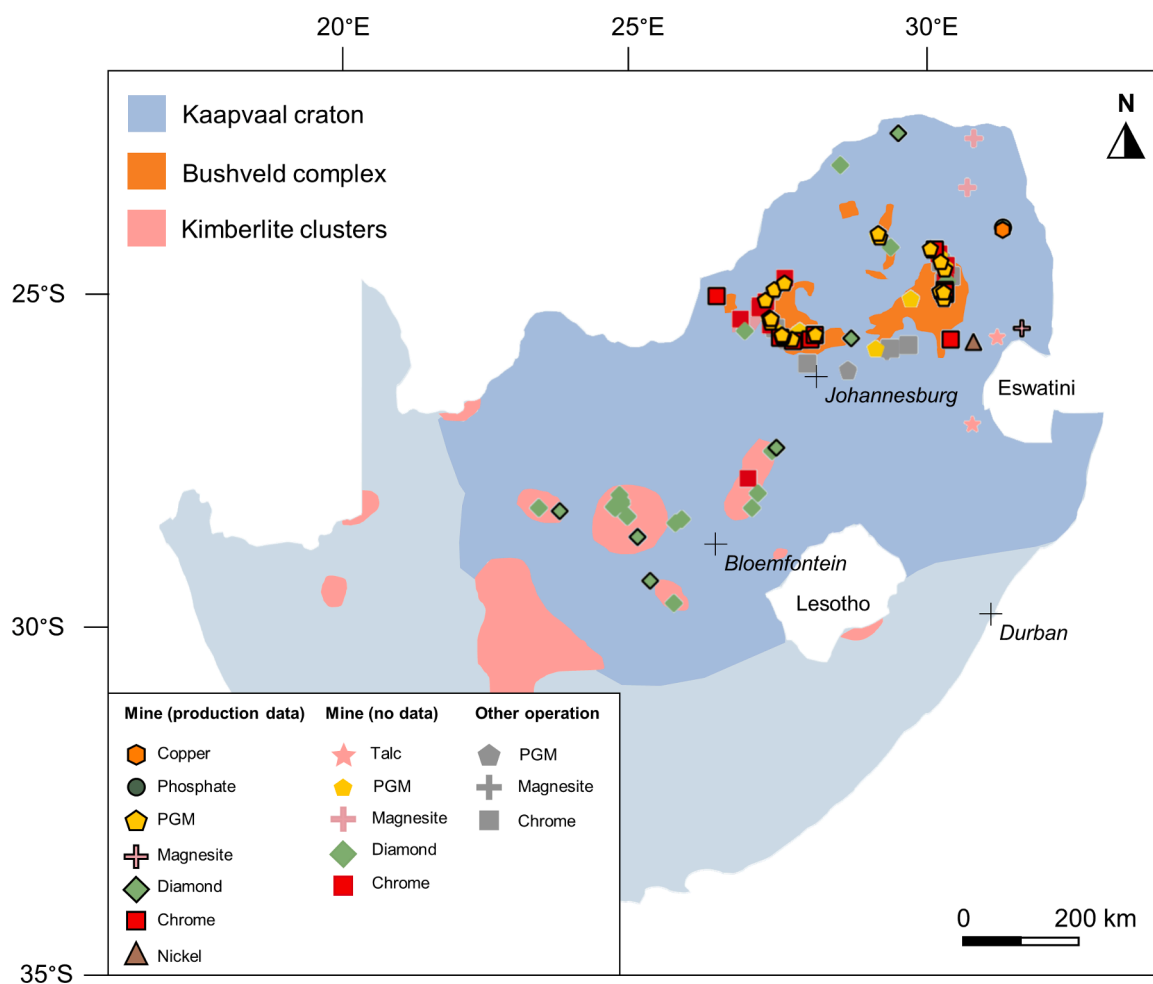 20°E 25°E 30°E
N
Kaapvaal craton
Bushveld complex
Kimberlite clusters
25°S
Johannesburg
Eswatini
Bloemfontein
Lesotho
30°S
Durban
Mine (production data) Mine (no data) Other operation
Copper Talc PGM
Phosphate PGM Magnesite
PGM Magnesite Chrome
Magnesite Diamond
Diamond Chrome
Chrome
Nickel
0 200 km
35°S